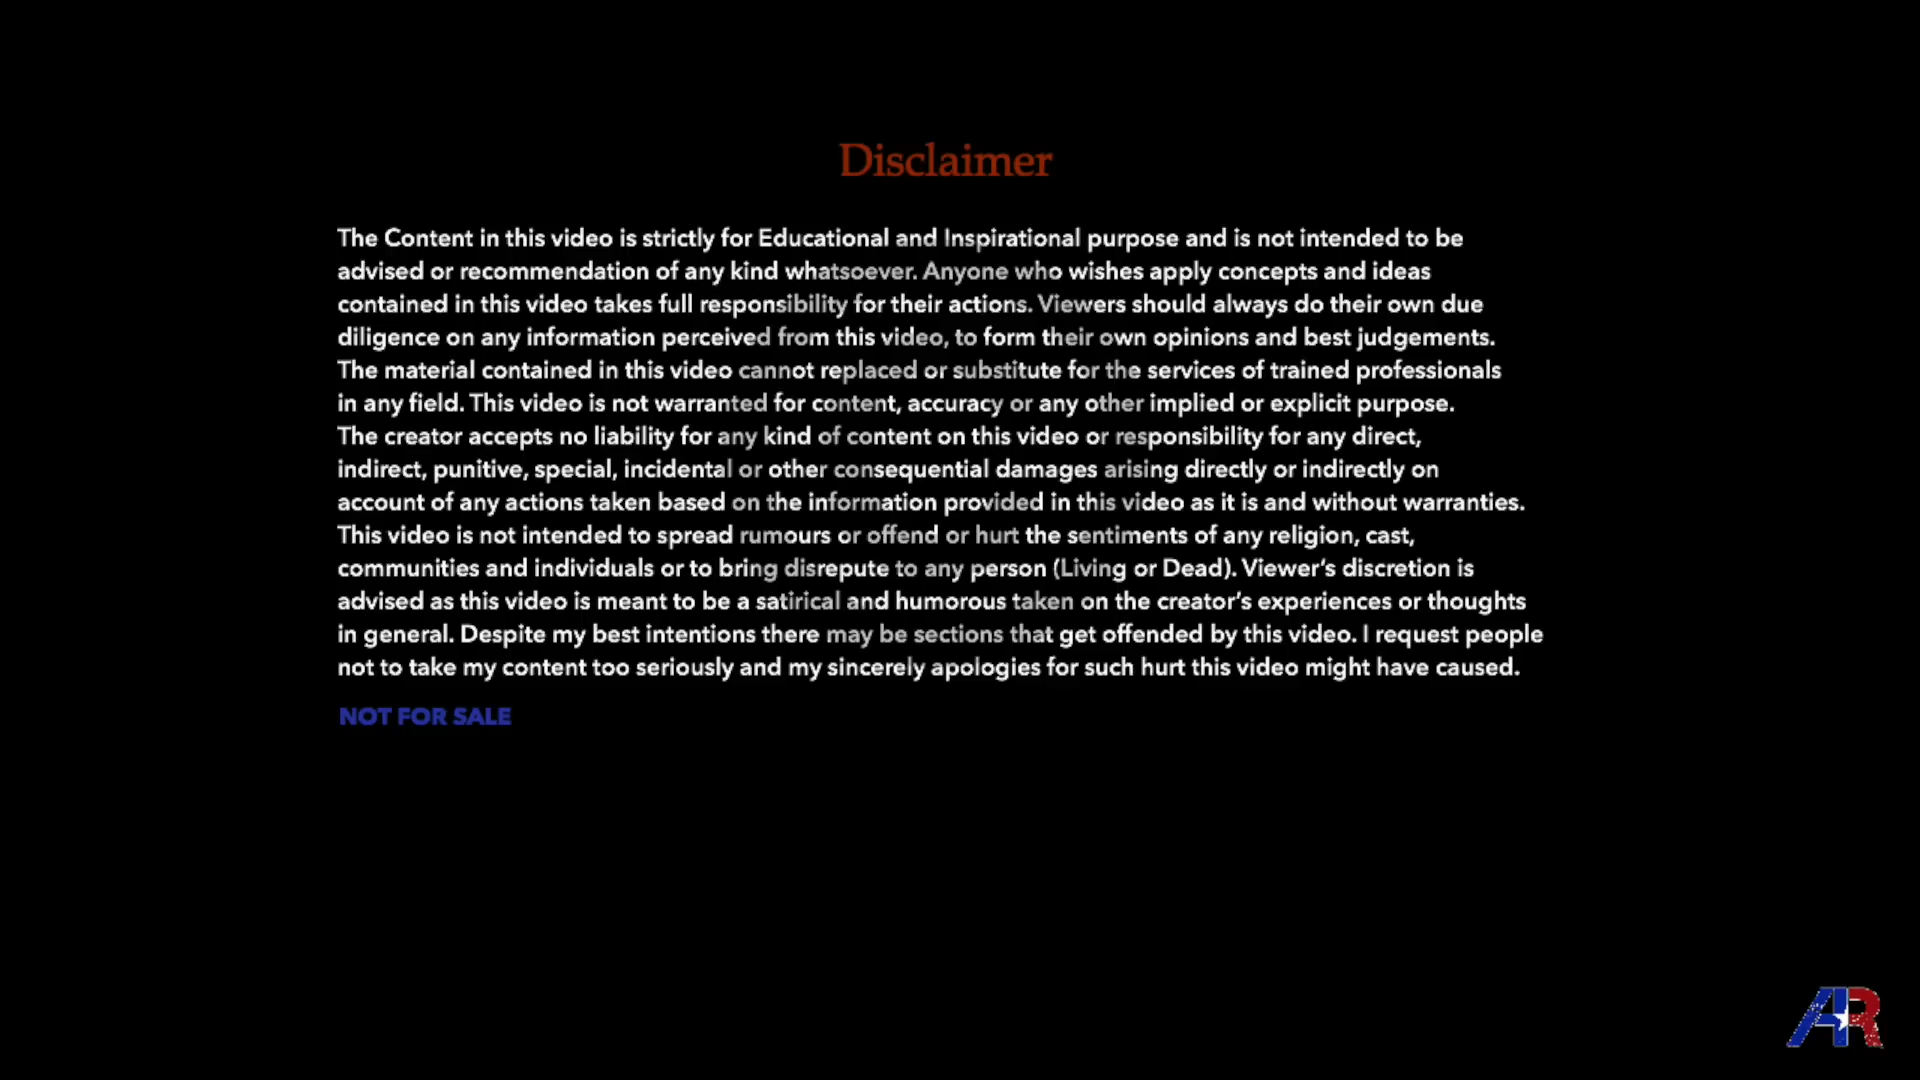 Disclaimer
The Content in this video is strictly for Educational and Inspirational purpose and is not intended to be
advised or recommendation of any kind whatsoever. Anyone who wishes apply concepts and ideas
contained in this video takes full responsibility for their actions. Viewers should always do their own due
diligence on any information perceived from this video, to form their own opinions and best judgements.
The material contained in this video cannot replaced or substitute for the services of trained professionals
in any field. This video is not warranted for content, accuracy or any other implied or explicit purpose.
The creator accepts no liability for any kind of content on this video or responsibility for any direct,
indirect, punitive, special, incidental or other consequential damages arising directly or indirectly on
account of any actions taken based on the information provided in this video as it is and without warranties.
This video is not intended to spread rumours or offend or hurt the sentiments of any religion, cast,
communities and individuals or to bring disrepute to any person (Living or Dead). Viewer's discretion is
advised as this video is meant to be a satirical and humorous taken on the creator's experiences or thoughts
in general. Despite my best intentions there may be sections that get offended by this video. I request people
not to take my content too seriously and my sincerely apologies for such hurt this video might have caused.
NOT FOR SALE
AR